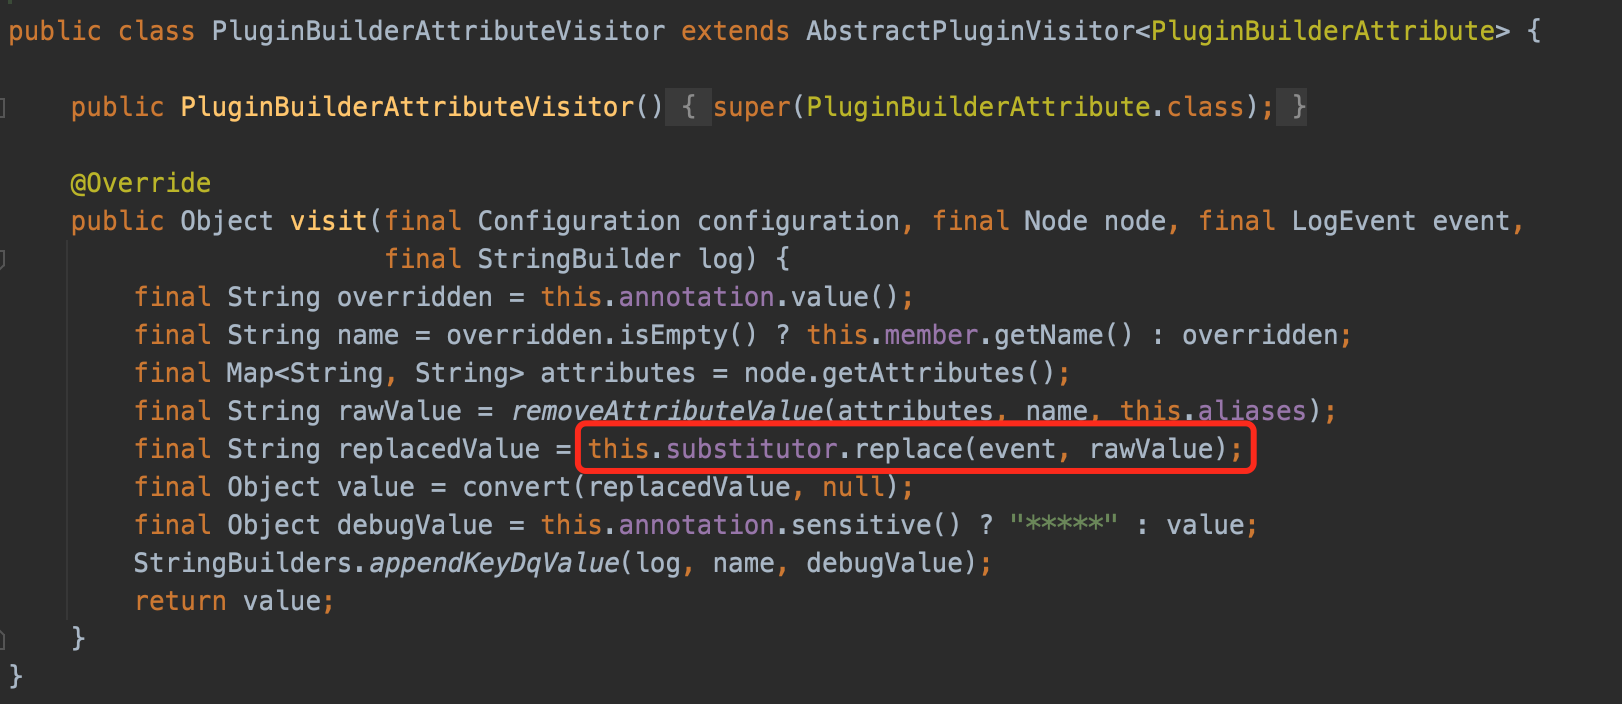 public class PluginBuilderAttributeVisitor extends AbstractPluginVisitor<PluginBuilderAttribute> {
public PluginBuilderAttributeVisitor() { super(PluginBuilderAttribute.class); }
@Override
public Object visit(final Configuration configuration, final Node node, final LogEvent event,
final StringBuilder log) {
final String overridden = this.annotation.value();
final String name = overridden.isEmpty() ? this.member.getName() : overridden;
final Map<String, String> attributes = node.getAttributes();
final String rawValue = removeAttributeValue(attributes, name, this.aliases);
final String replacedValue = this.substitutor.replace(event, rawValue);
final Object value = convert(replacedValue, null);
final Object debugValue = this.annotation.sensitive() ? "*****" : value;
StringBuilders.appendKeyDqValue(log, name, debugValue);
return value;
}
}